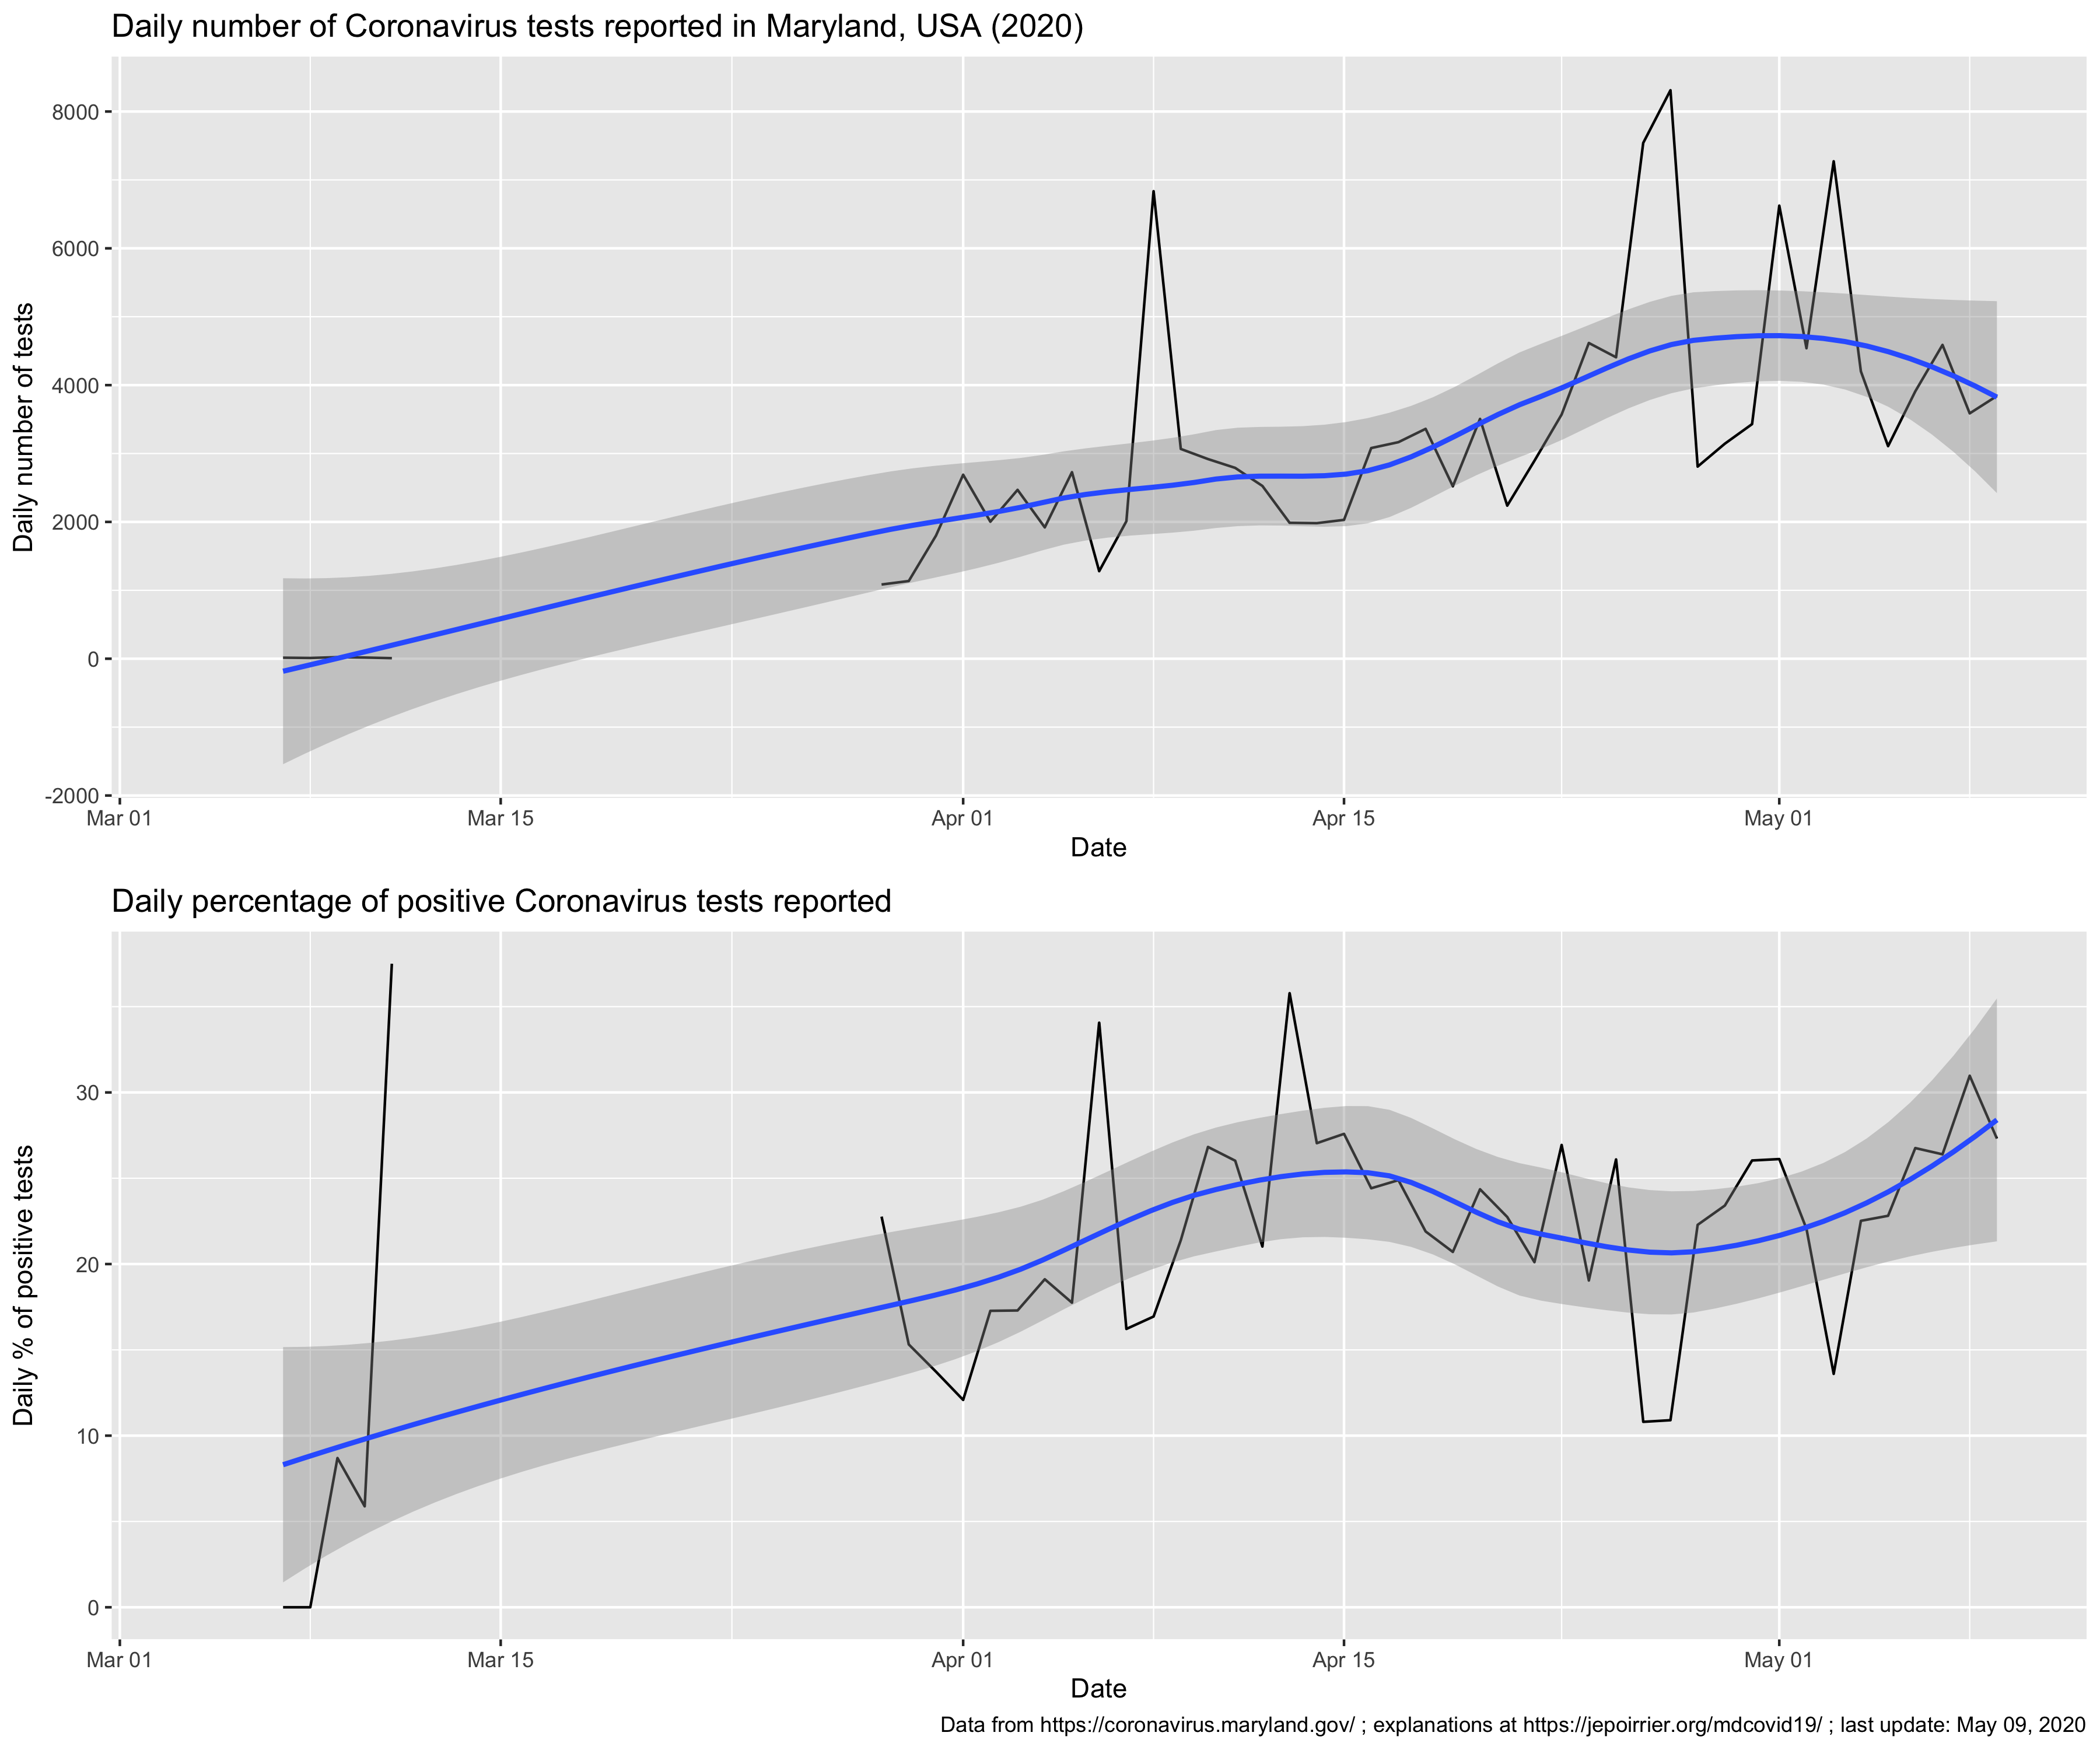 Daily number of Coronavirus tests reported in Maryland, USA (2020)
Daily number of tests
8000
6000
4000
2000
0
-2000
Mar 01 Mar 15 Apr 01 Apr 15 May 01
Date
Daily percentage of positive Coronavirus tests reported
Daily % of positive tests
30
20
10
0
Mar 01 Mar 15 Apr 01 Apr 15 May 01
Date
Data from https://coronavirus.maryland.gov/ ; explanations at https://jepoirrier.org/mdcovid19/ ; last update: May 09, 2020